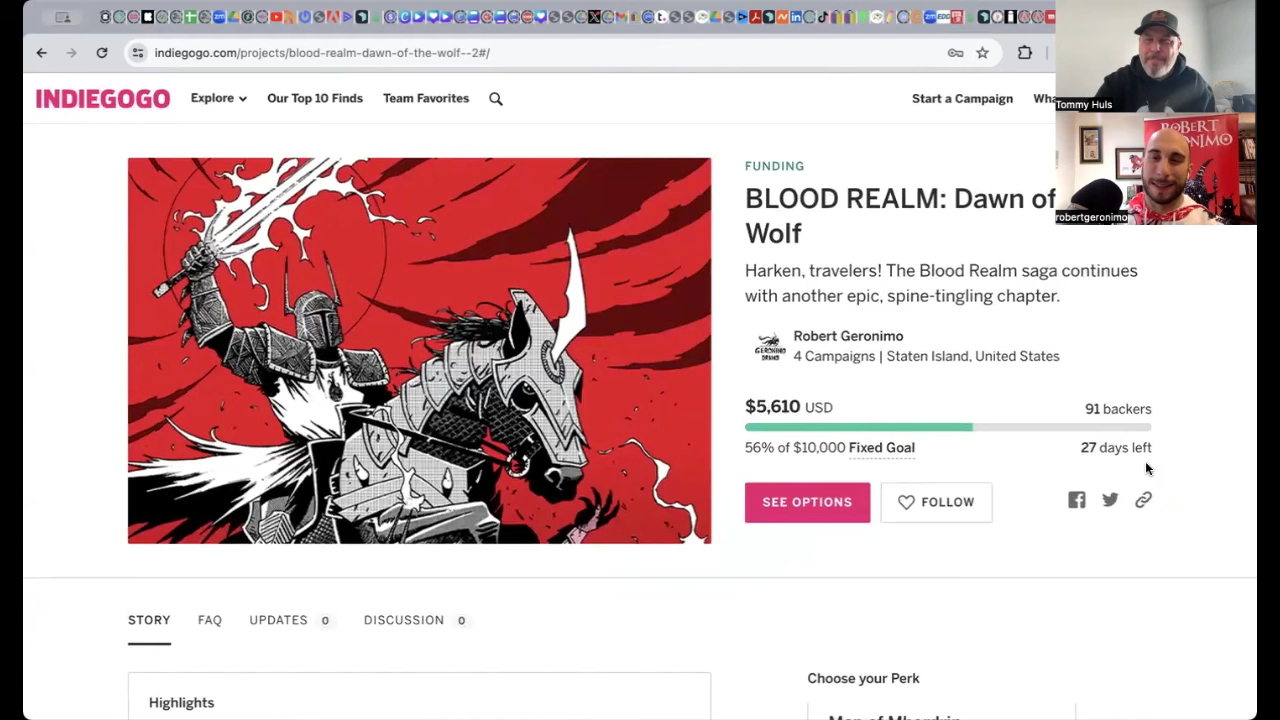 indiegogo.com/projects/blood-realm-dawn-of-the-wolf--2#/
INDIEGOGO
Explore
Our Top 10 Finds
Team Favorites
Start a Campaign
Tommy Huls
ROBERT
robertgeronimo
FUNDING
BLOOD REALM: Dawn of
Wolf
Harken, travelers! The Blood Realm saga continues
with another epic, spine-tingling chapter.
Robert Geronimo
4 Campaigns | Staten Island, United States
$5,610 USD
91 backers
56% of $10,000 Fixed Goal
27 days left
SEE OPTIONS
FOLLOW
STORY
FAQ
UPDATES 0
DISCUSSION 0
Highlights
Choose your Perk